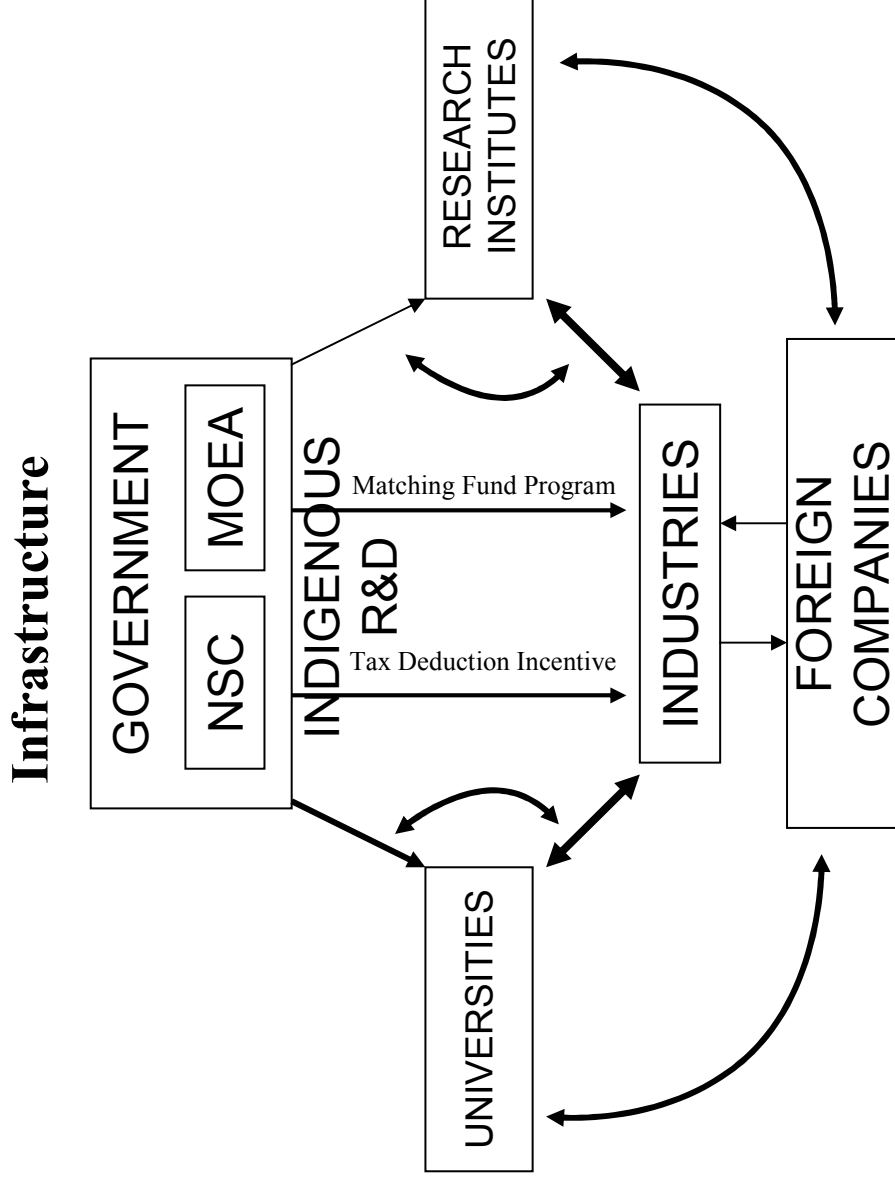 Infrastructure
GOVERNMENT
NSC
MOEA
INDIGENOUS
R&D
Tax Deduction Incentive
Matching Fund Program
UNIVERSITIES
RESEARCH
INSTITUTES
INDUSTRIES
FOREIGN
COMPANIES